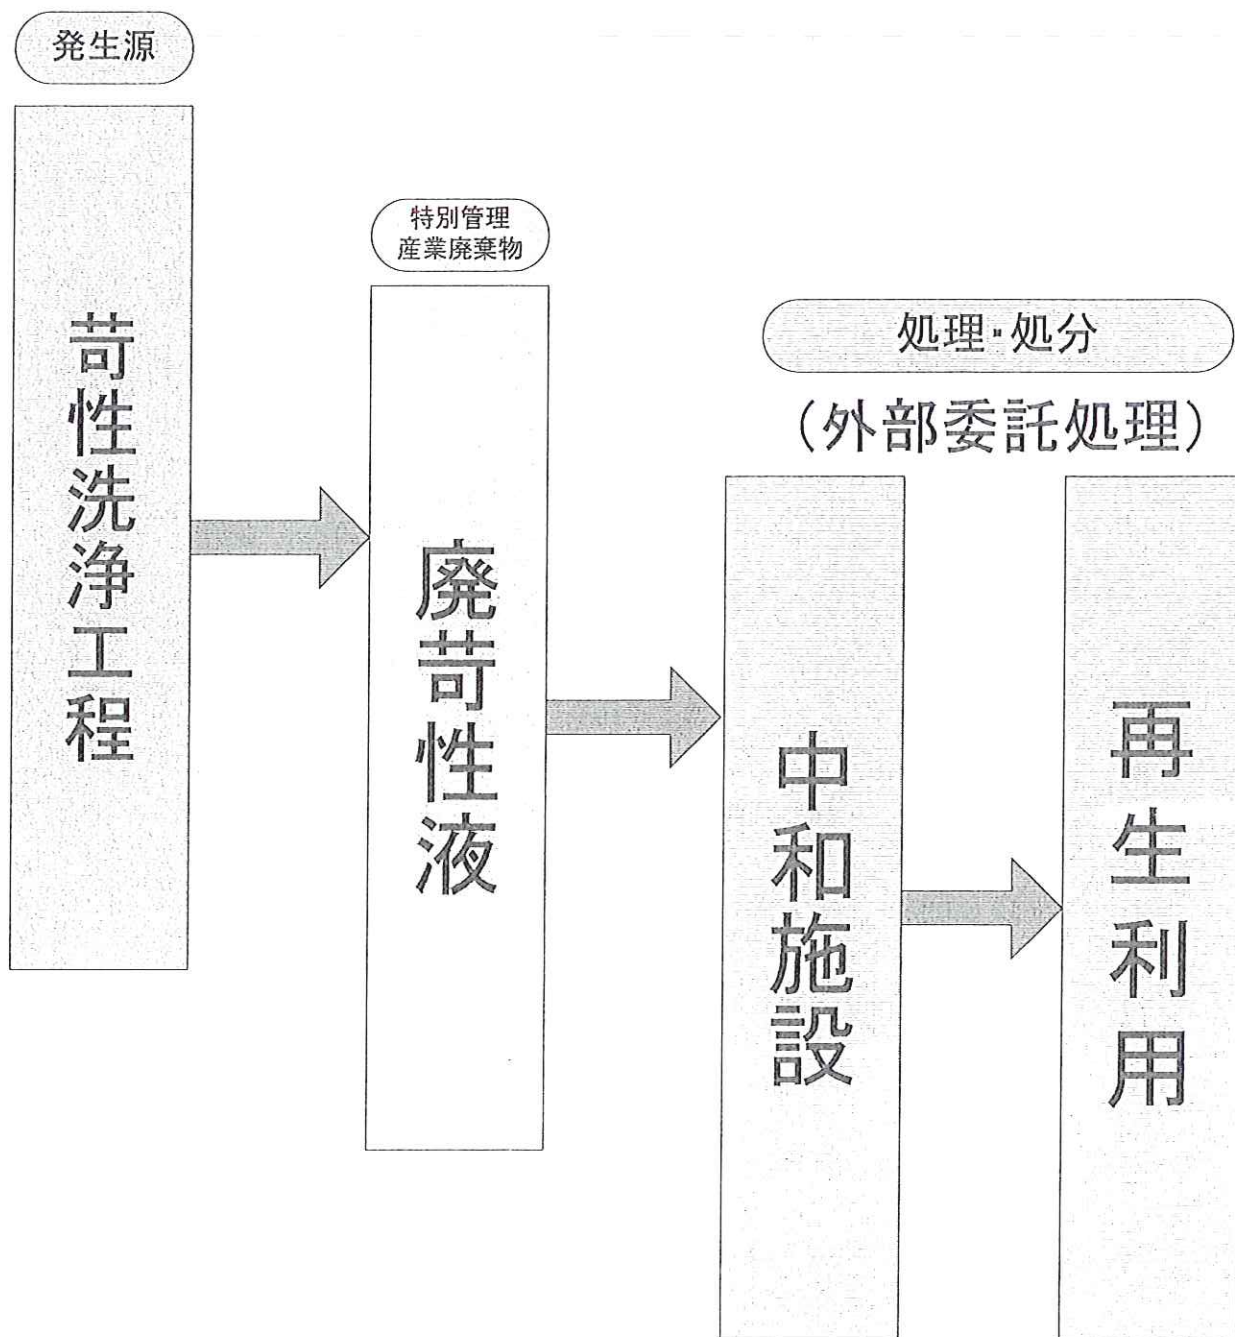 発生源
苛性洗浄工程
特別管理
産業廃棄物
廃苛性液
処理・処分
（外部委託処理）
中和施設
再生利用